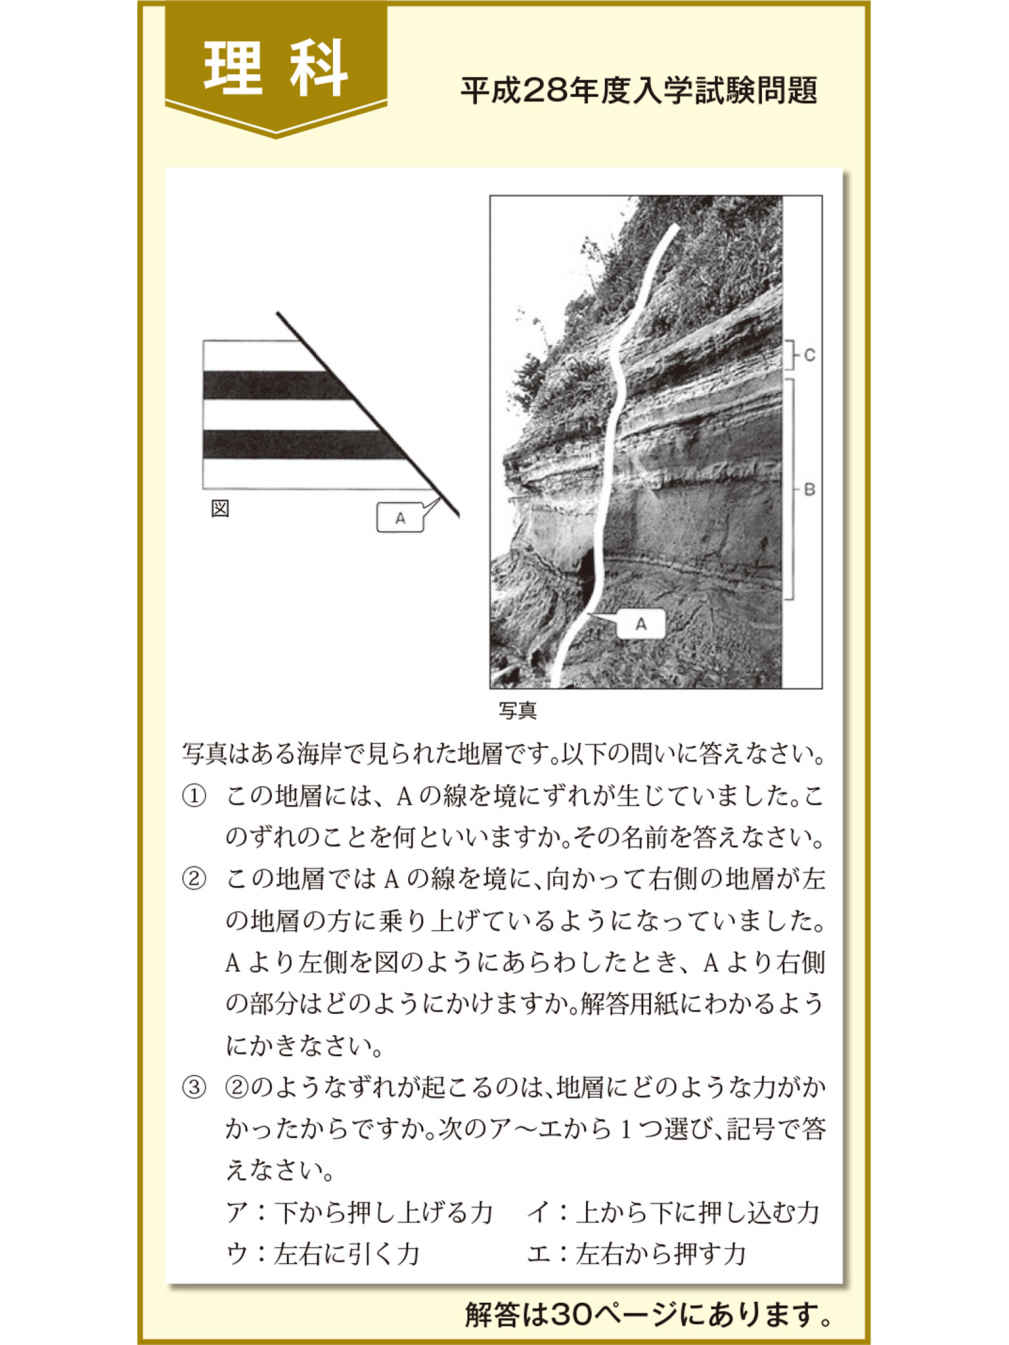 理科
平成28年度入学試験問題
C
B
A
図
A
写真
写真はある海岸で見られた地層です。以下の問いに答えなさい。
① この地層には、Aの線を境にずれが生じていました。こ
のずれのことを何といいますか。その名前を答えなさい。
② この地層ではAの線を境に、向かって右側の地層が左
の地層の方に乗り上げているようになっていました。
Aより左側を図のようにあらわしたとき、Aより右側
の部分はどのようにかけますか。解答用紙にわかるよう
にかきなさい。
③ ②のようなずれが起こるのは、地層にどのような力がか
かったからですか。次のア〜エから1つ選び、記号で答
えなさい。
ア：下から押し上げる力 イ：上から下に押し込む力
ウ：左右に引く力 エ：左右から押す力
解答は30ページにあります。